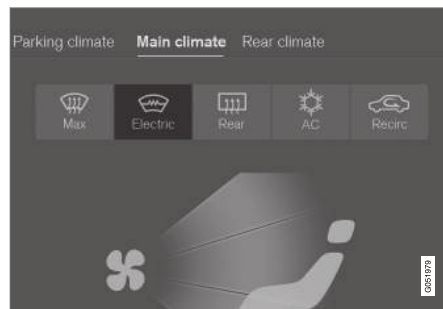 Parking climate Main climate Rear climate
Max Electric Rear AC Recirc
G051979